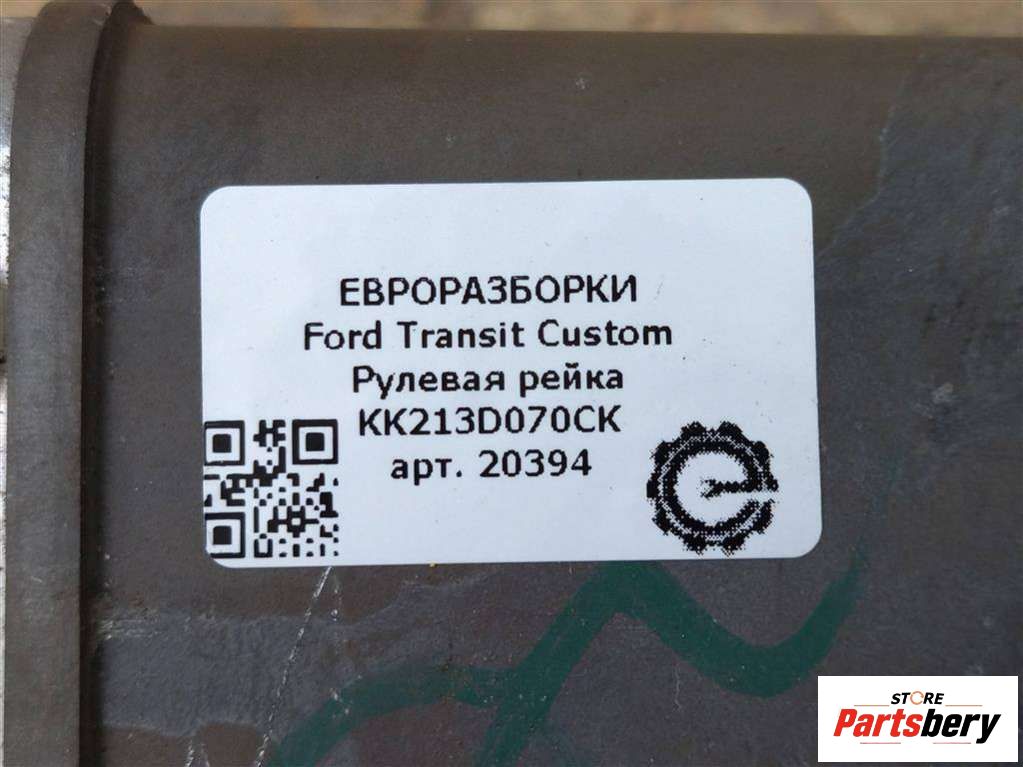 ЕВРОРАЗБОРКИ
Ford Transit Custom
Рулевая рейка
KK213D070CK
арт. 20394
STORE
Partsbery